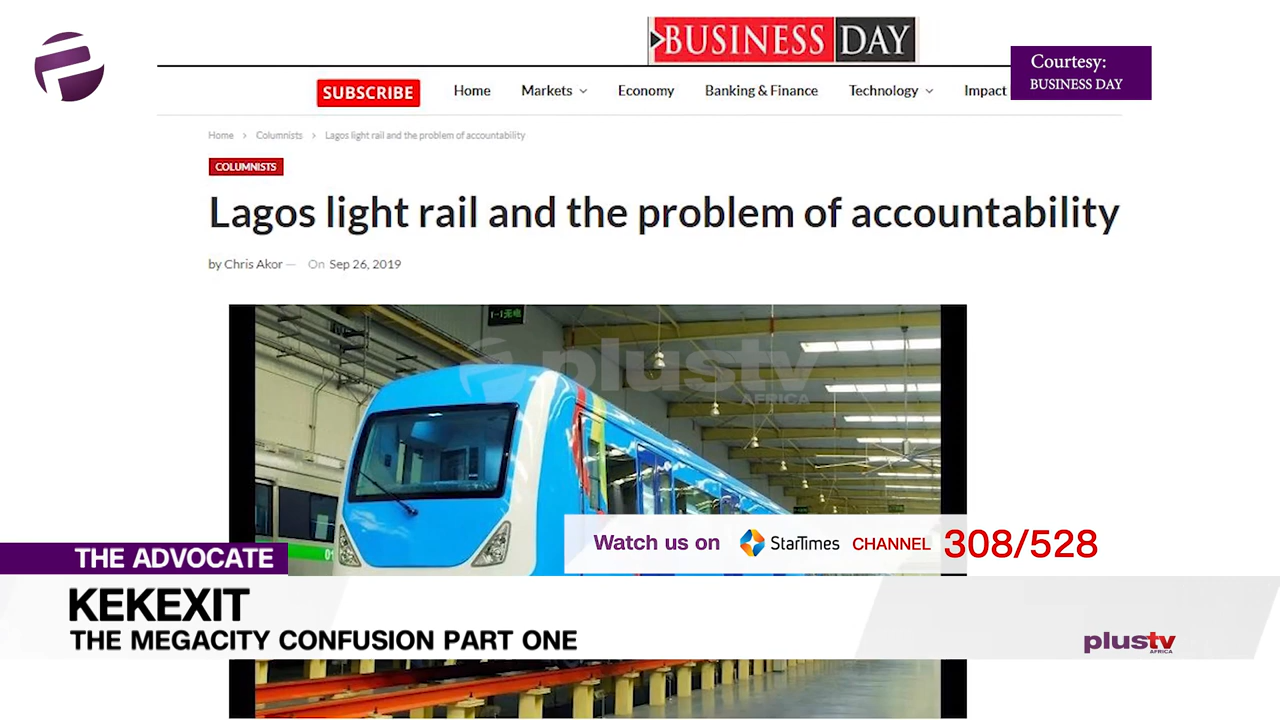 BUSINESS DAY
Courtesy:
BUSINESS DAY
SUBSCRIBE Home Markets Economy Banking & Finance Technology Impact
Home > Columnists > Lagos light rail and the problem of accountability
COLUMNISTS
Lagos light rail and the problem of accountability
by Chris Akor — On Sep 26, 2019
plustv
AFRICA
Watch us on StarTimes CHANNEL 308/528
THE ADVOCATE
KEKEXIT
THE MEGACITY CONFUSION PART ONE
plustv
AFRICA